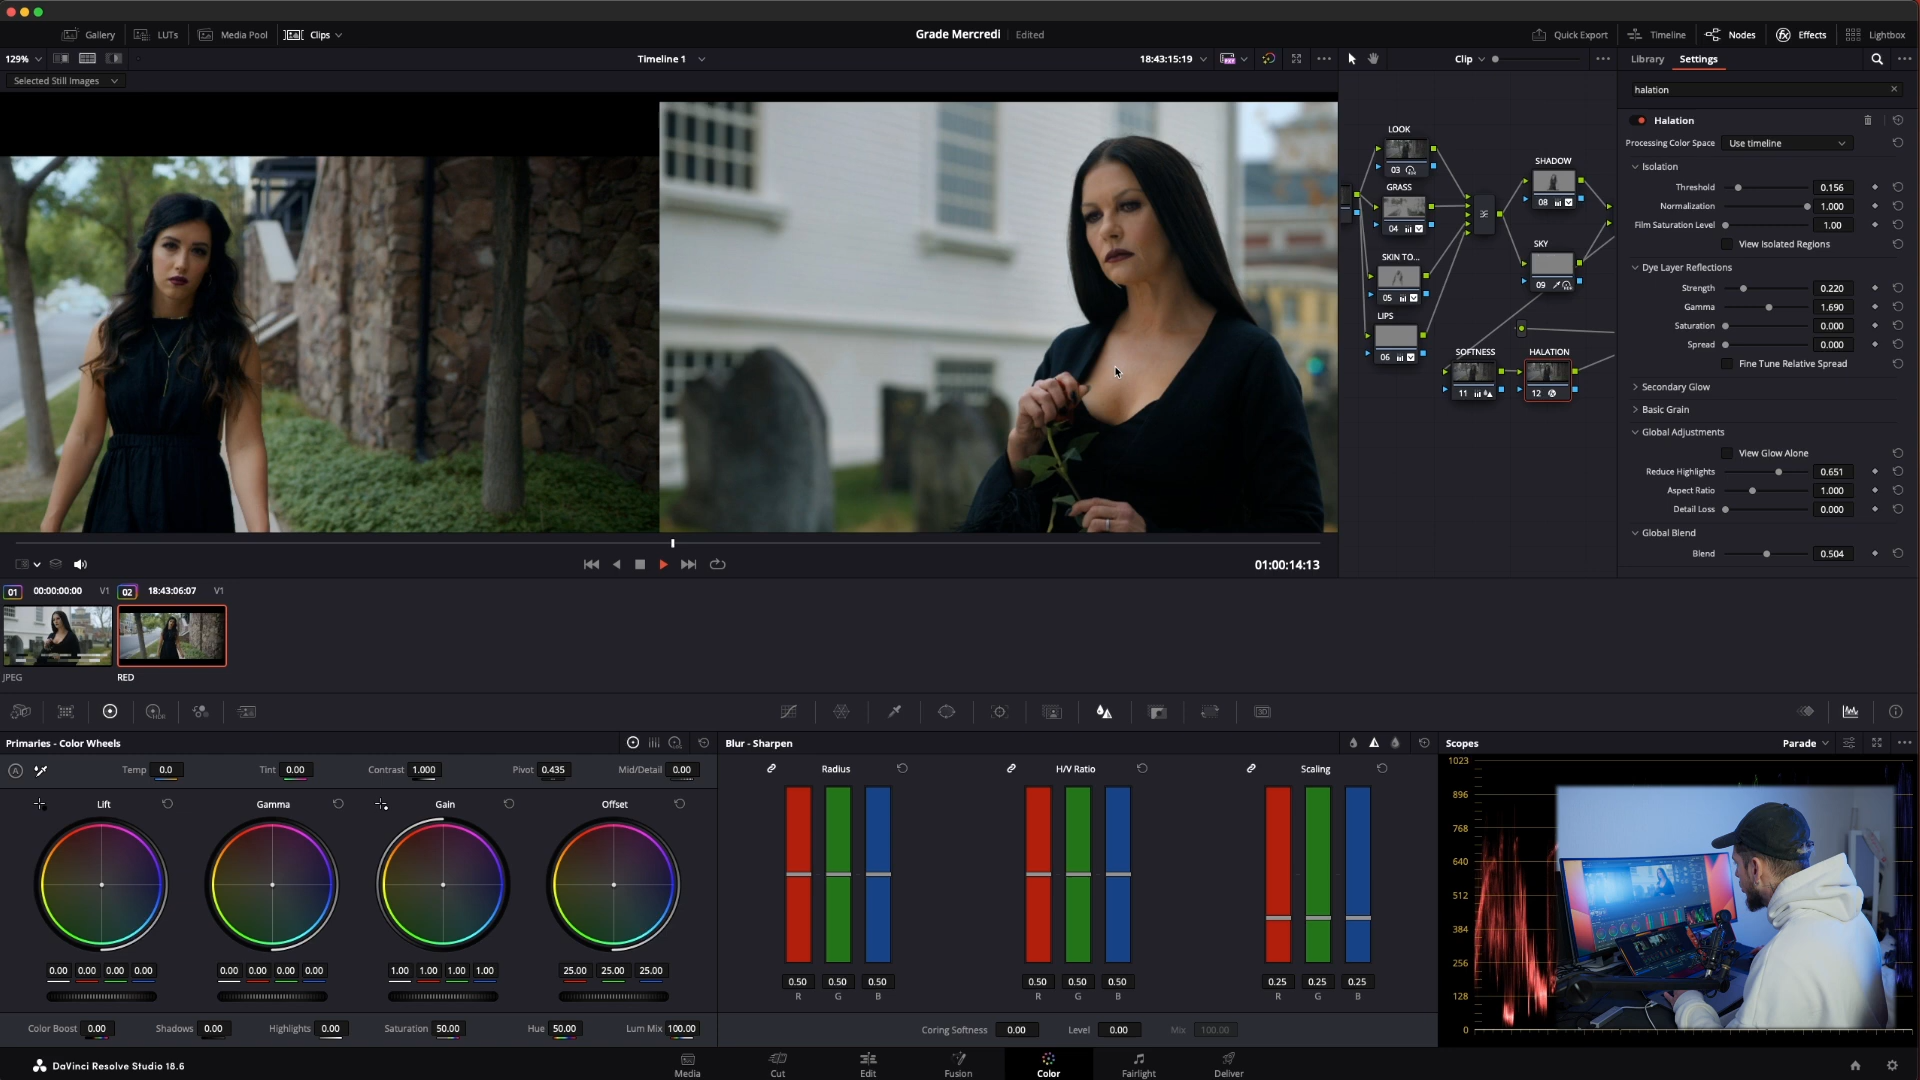 Gallery LUTs Media Pool Clips Grade Mercredi Edited Quick Export Timeline Nodes Effects Lightbox
129% Timeline 1 18:43:15:19 Clip Library Settings
Selected Still Images
halation
Halation
Processing Color Space Use timeline
Isolation
Threshold 0.156
Normalization 1.000
Film Saturation Level 1.00
View Isolated Regions
Dye Layer Reflections
Strength 0.220
Gamma 1.690
Saturation 0.000
Spread 0.000
Fine Tune Relative Spread
Secondary Glow
Basic Grain
Global Adjustments
View Glow Alone
Reduce Highlights 0.651
Aspect Ratio 1.000
Detail Loss 0.000
Global Blend
Blend 0.504
LOOK
03
GRASS
04
SKIN TO...
05
LIPS
06
SHADOW
08
SKY
09
SOFTNESS
11
HALATION
12
01:00:14:13
01 00:00:00:00 V1 02 18:43:06:07 V1
JPEG RED
Primaries - Color Wheels
Temp 0.0 Tint 0.00 Contrast 1.000 Pivot 0.435 Mid/Detail 0.00
Lift Gamma Gain Offset
0.00 0.00 0.00 0.00 0.00 0.00 0.00 0.00 1.00 1.00 1.00 1.00 25.00 25.00 25.00
Color Boost 0.00 Shadows 0.00 Highlights 0.00 Saturation 50.00 Hue 50.00 Lum Mix 100.00
Blur - Sharpen
Radius H/V Ratio Scaling
0.50 0.50 0.50 0.50 0.50 0.50 0.25 0.25 0.25
R G B R G B R G B
Coring Softness 0.00 Level 0.00 Mix 100.00
Scopes Parade
1023
896
768
640
512
384
256
128
0
DaVinci Resolve Studio 18.6
Media Cut Edit Fusion Color Fairlight Deliver